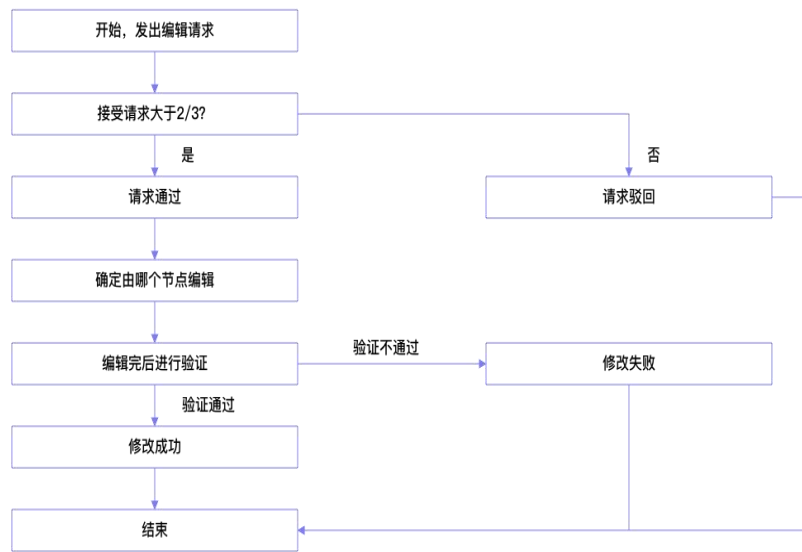 开始，发出编辑请求
接受请求大于2/3?
是
否
请求通过
请求驳回
确定由哪个节点编辑
验证不通过
编辑完后进行验证
修改失败
验证通过
修改成功
结束